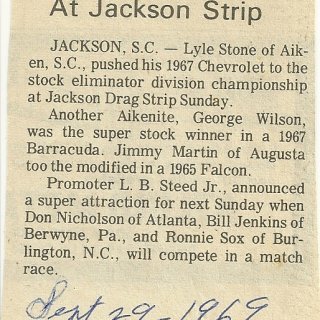 At Jackson Strip
JACKSON, S.C. — Lyle Stone of Aik-
en, S.C., pushed his 1967 Chevrolet to the
stock eliminator division championship
at Jackson Drag Strip Sunday.
Another Aikenite, George Wilson,
was the super stock winner in a 1967
Barracuda. Jimmy Martin of Augusta
too the modified in a 1965 Falcon.
Promoter L. B. Steed Jr., announced
a super attraction for next Sunday when
Don Nicholson of Atlanta, Bill Jenkins of
Berwyne, Pa., and Ronnie Sox of Bur-
lington, N.C., will compete in a match
race.
Sept 29-1969